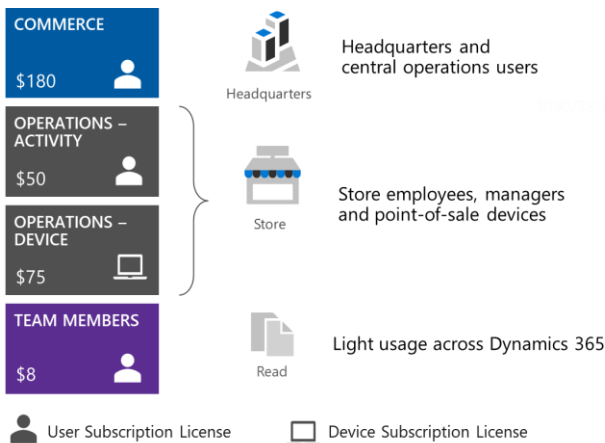 COMMERCE
$180
Headquarters
Headquarters and
central operations users
OPERATIONS –
ACTIVITY
$50
OPERATIONS –
DEVICE
$75
Store
Store employees, managers
and point-of-sale devices
TEAM MEMBERS
$8
Read
Light usage across Dynamics 365
User Subscription License
Device Subscription License